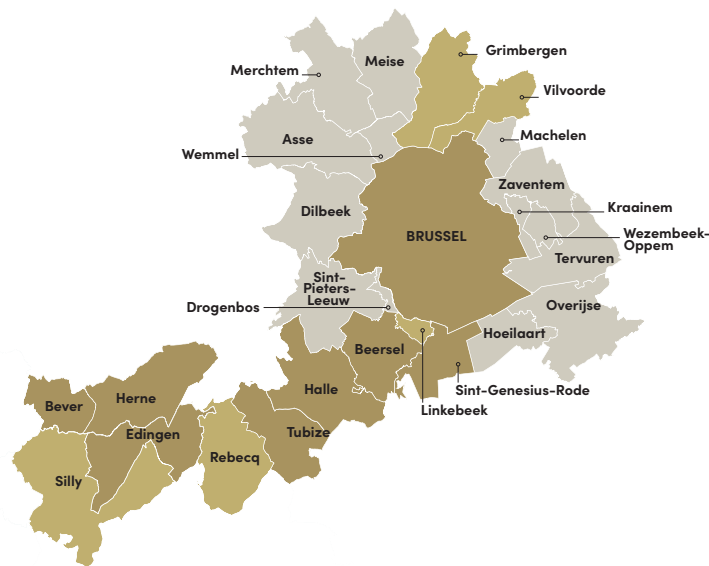 Grimbergen
Meise
Merchtem
Vilvoorde
Machelen
Asse
Wemmel
Zaventem
Kraainem
Dilbeek
Wezembeek-
Oppem
BRUSSEL
Tervuren
Sint-
Pieters-
Leeuw
Drogenbos
Overijse
Hoeilaart
Beersel
Halle
Sint-Genesius-Rode
Linkebeek
Herne
Bever
Edingen
Tubize
Rebecq
Silly